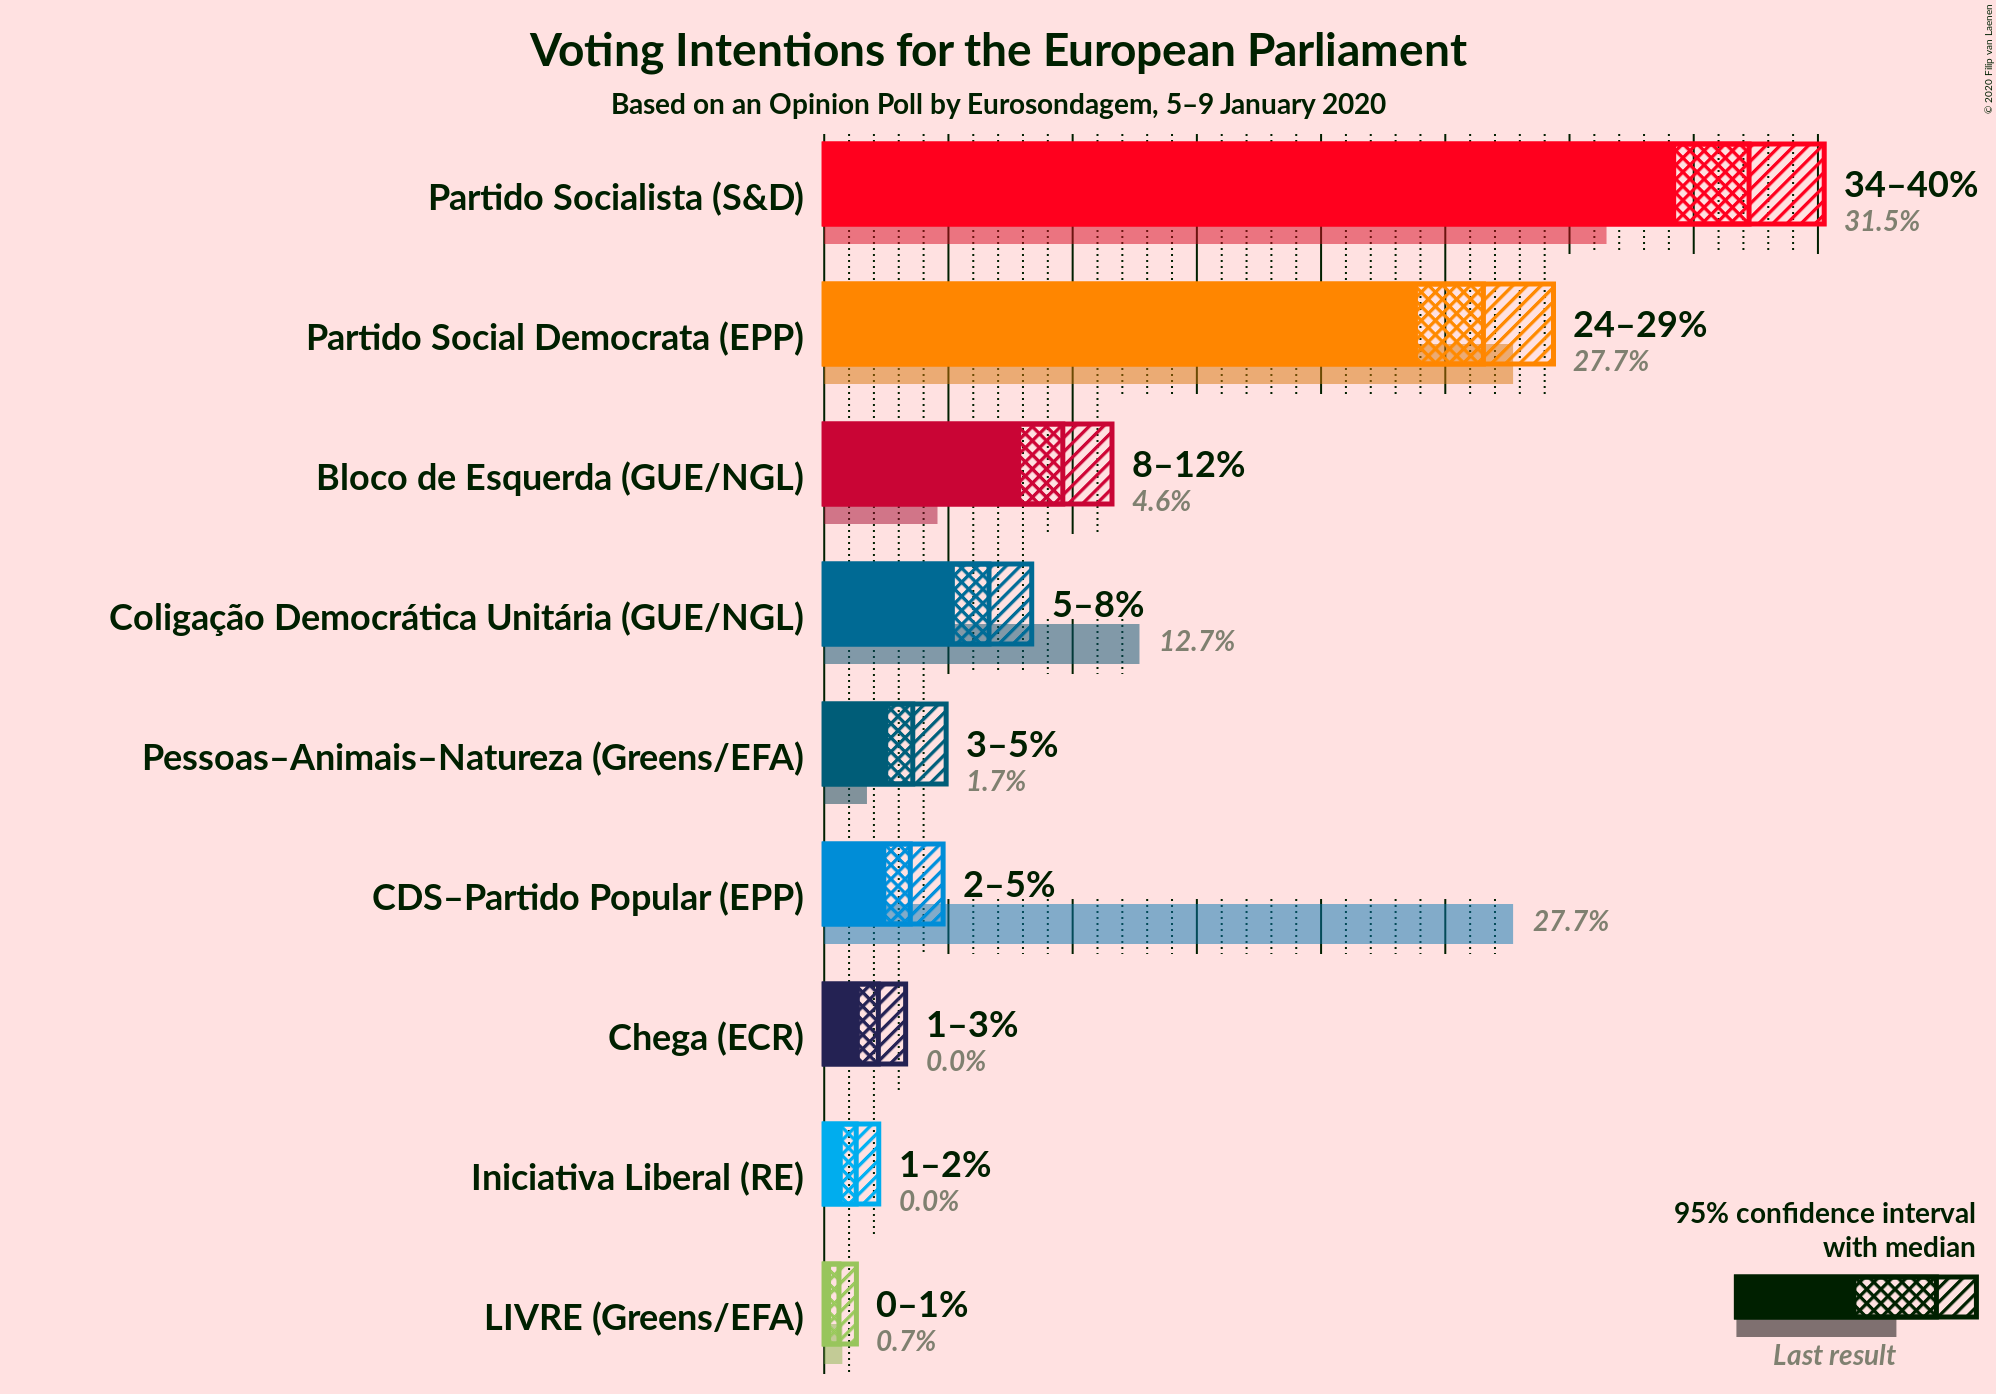 Voting Intentions for the European Parliament
Based on an Opinion Poll by Eurosondagem, 5–9 January 2020
© 2020 Filip van Laenen
Partido Socialista (S&D)
34–40%
31.5%
Partido Social Democrata (EPP)
24–29%
27.7%
Bloco de Esquerda (GUE/NGL)
8–12%
4.6%
Coligação Democrática Unitária (GUE/NGL)
5–8%
12.7%
Pessoas–Animais–Natureza (Greens/EFA)
3–5%
1.7%
CDS–Partido Popular (EPP)
2–5%
27.7%
Chega (ECR)
1–3%
0.0%
Iniciativa Liberal (RE)
1–2%
0.0%
LIVRE (Greens/EFA)
0–1%
0.7%
95% confidence interval
with median
Last result